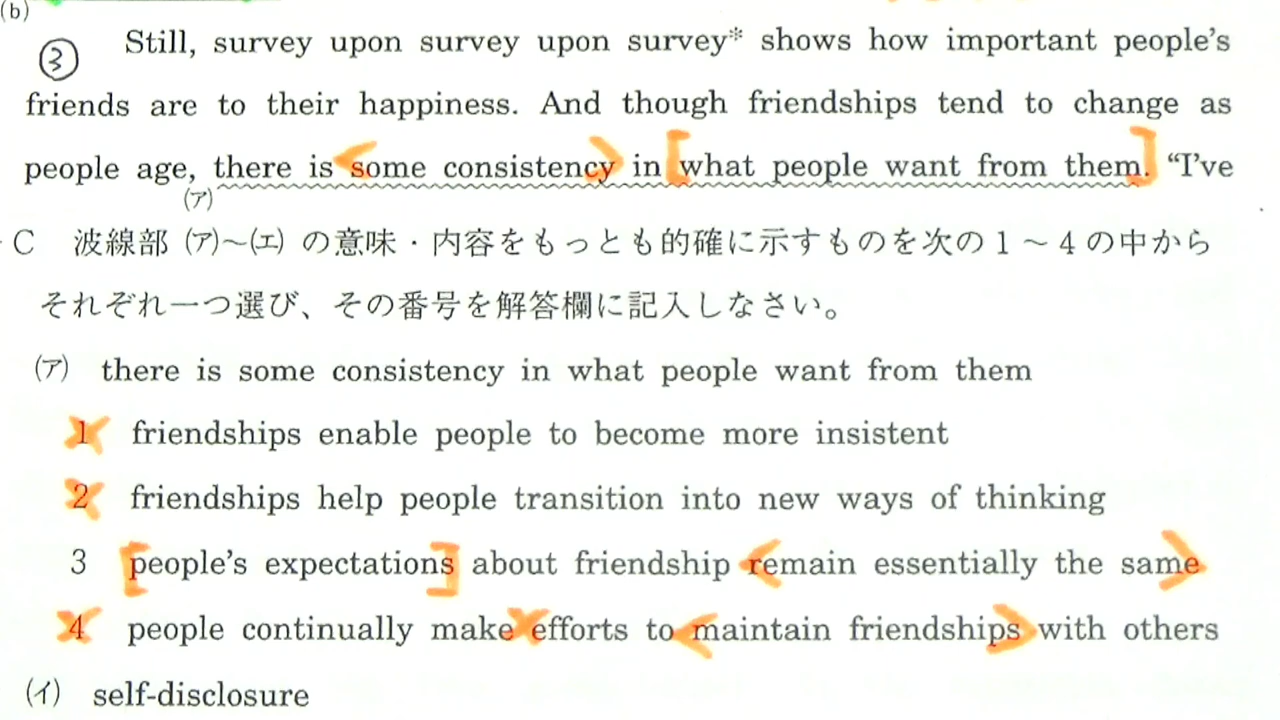 (b)
③ Still, survey upon survey upon survey* shows how important people's
friends are to their happiness. And though friendships tend to change as
people age, there is some consistency in what people want from them. “I've
(ア)
C 波線部 (ア)～(エ) の意味・内容をもっとも的確に示すものを次の1～4の中から
それぞれ一つ選び、その番号を解答欄に記入しなさい。
(ア) there is some consistency in what people want from them
1 friendships enable people to become more insistent
2 friendships help people transition into new ways of thinking
3 people's expectations about friendship remain essentially the same
4 people continually make efforts to maintain friendships with others
(イ) self-disclosure